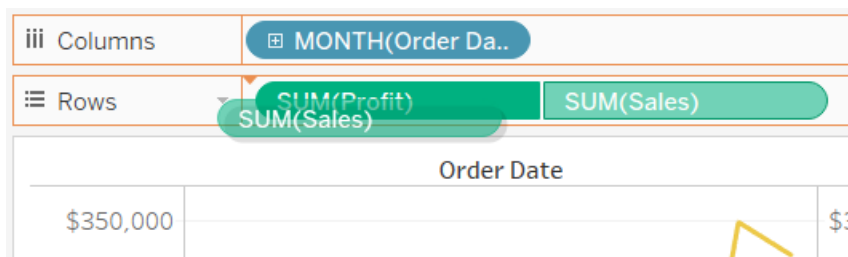 Columns MONTH(Order Da..
Rows SUM(Profit) SUM(Sales)
SUM(Sales)
Order Date
$350,000